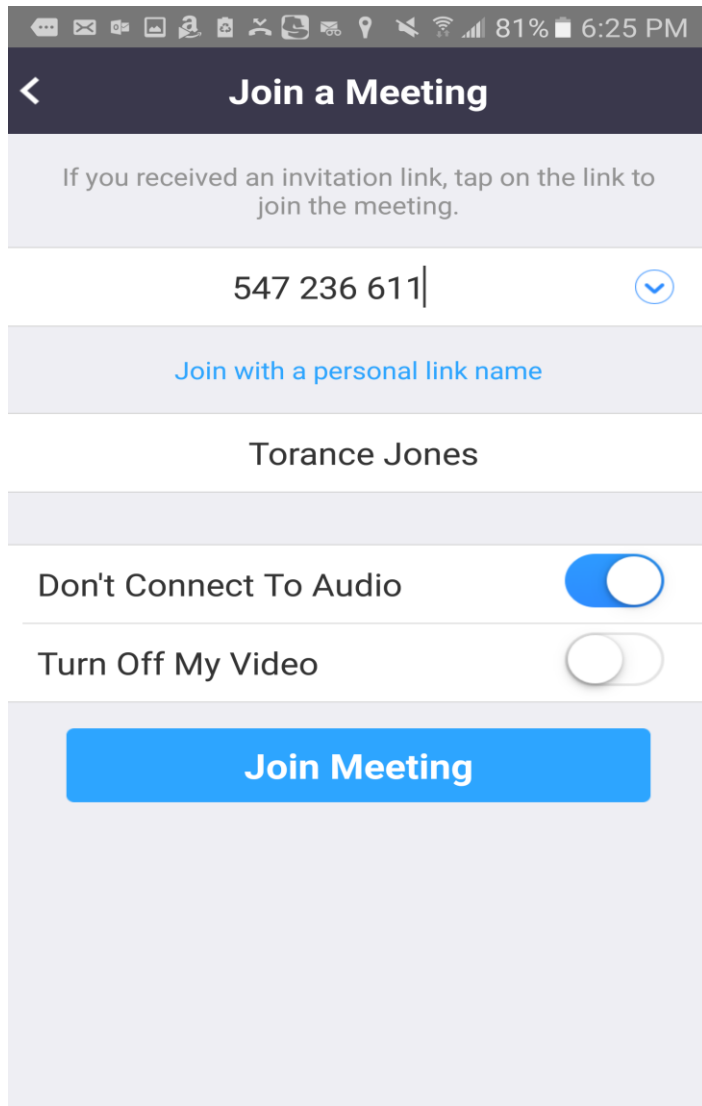 81% 6:25 PM
Join a Meeting
If you received an invitation link, tap on the link to
join the meeting.
547 236 611
Join with a personal link name
Torance Jones
Don't Connect To Audio
Turn Off My Video
Join Meeting